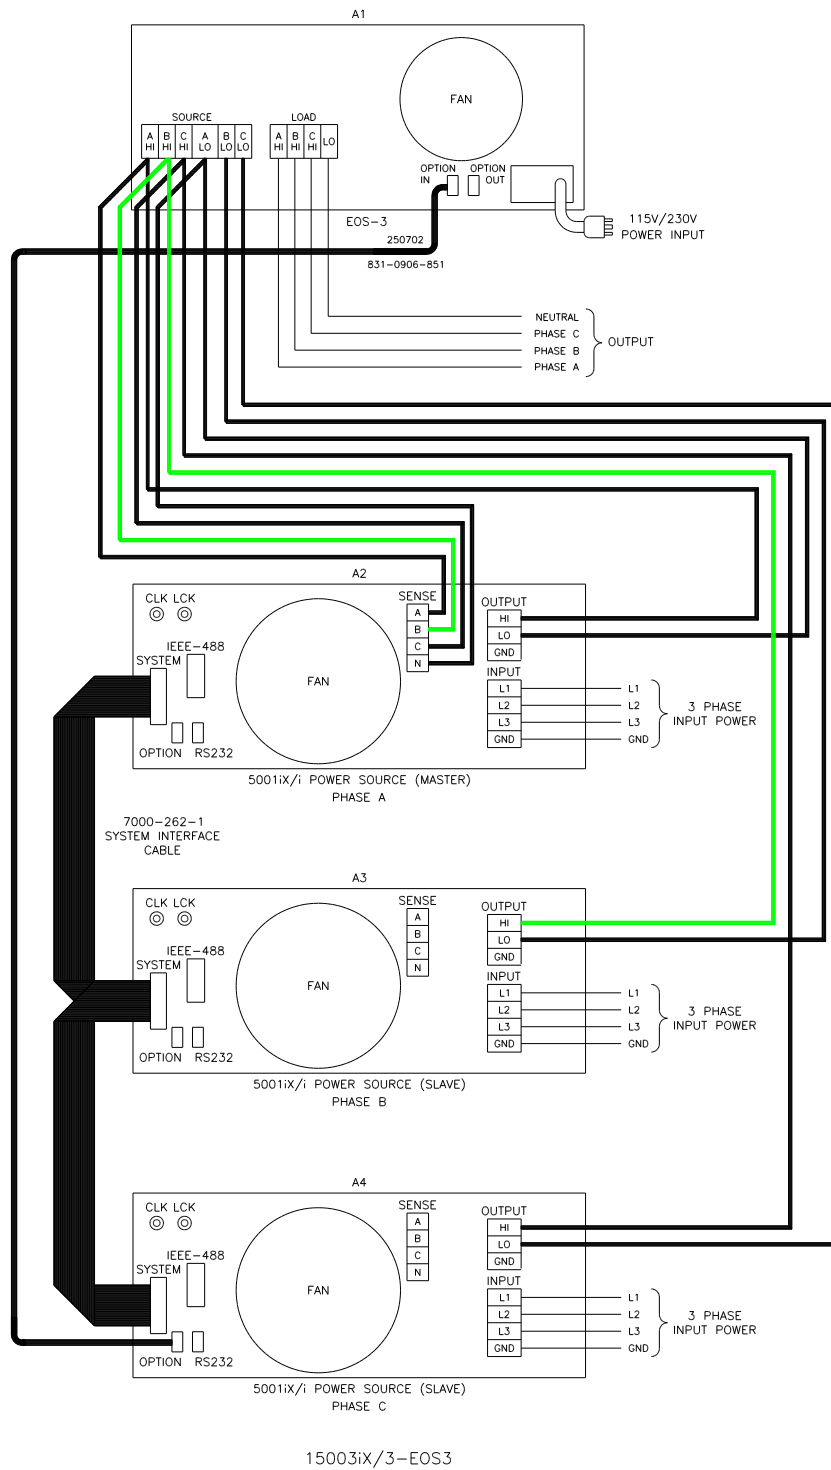 A1
FAN
SOURCE
A HI B HI C HI A LO B LO C LO
LOAD
A HI B HI C HI LO
OPTION IN
OPTION OUT
115V/230V
POWER INPUT
EOS-3
250702
831-0906-851
NEUTRAL
PHASE C
PHASE B
PHASE A
OUTPUT
A2
CLK LCK
IEEE-488
SYSTEM
OPTION RS232
FAN
SENSE
A
B
C
N
OUTPUT
HI
LO
GND
INPUT
L1 L1
L2 L2
L3 L3
GND GND
3 PHASE
INPUT POWER
5001iX/i POWER SOURCE (MASTER)
PHASE A
7000-262-1
SYSTEM INTERFACE
CABLE
A3
CLK LCK
IEEE-488
SYSTEM
OPTION RS232
FAN
SENSE
A
B
C
N
OUTPUT
HI
LO
GND
INPUT
L1 L1
L2 L2
L3 L3
GND GND
3 PHASE
INPUT POWER
5001iX/i POWER SOURCE (SLAVE)
PHASE B
A4
CLK LCK
IEEE-488
SYSTEM
OPTION RS232
FAN
SENSE
A
B
C
N
OUTPUT
HI
LO
GND
INPUT
L1 L1
L2 L2
L3 L3
GND GND
3 PHASE
INPUT POWER
5001iX/i POWER SOURCE (SLAVE)
PHASE C
15003iX/3-EOS3